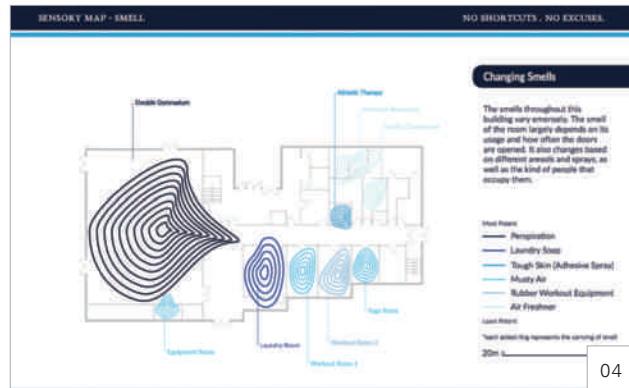 SENSORY MAP - SMELL
NO SHORTCUTS . NO EXCUSES.
Changing Smells
The smells throughout this
building vary emensely. The smell
of the room largely depends on its
usage and how often the doors
are opened. It also changes based
on different areosols and sprays, as
well as the kind of people that
occupy them.
Double Gymnasium
Athletic Therapy
Equipment Room
Laundry Room
Workout Room 1
Workout Room 2
Yoga Room
Most Potent
Perspiration
Laundry Soap
Tough Skin (Adhesive Spray)
Musty Air
Rubber Workout Equipment
Air Freshner
Least Potent
*each added ring represents the carrying of smell
20m
04